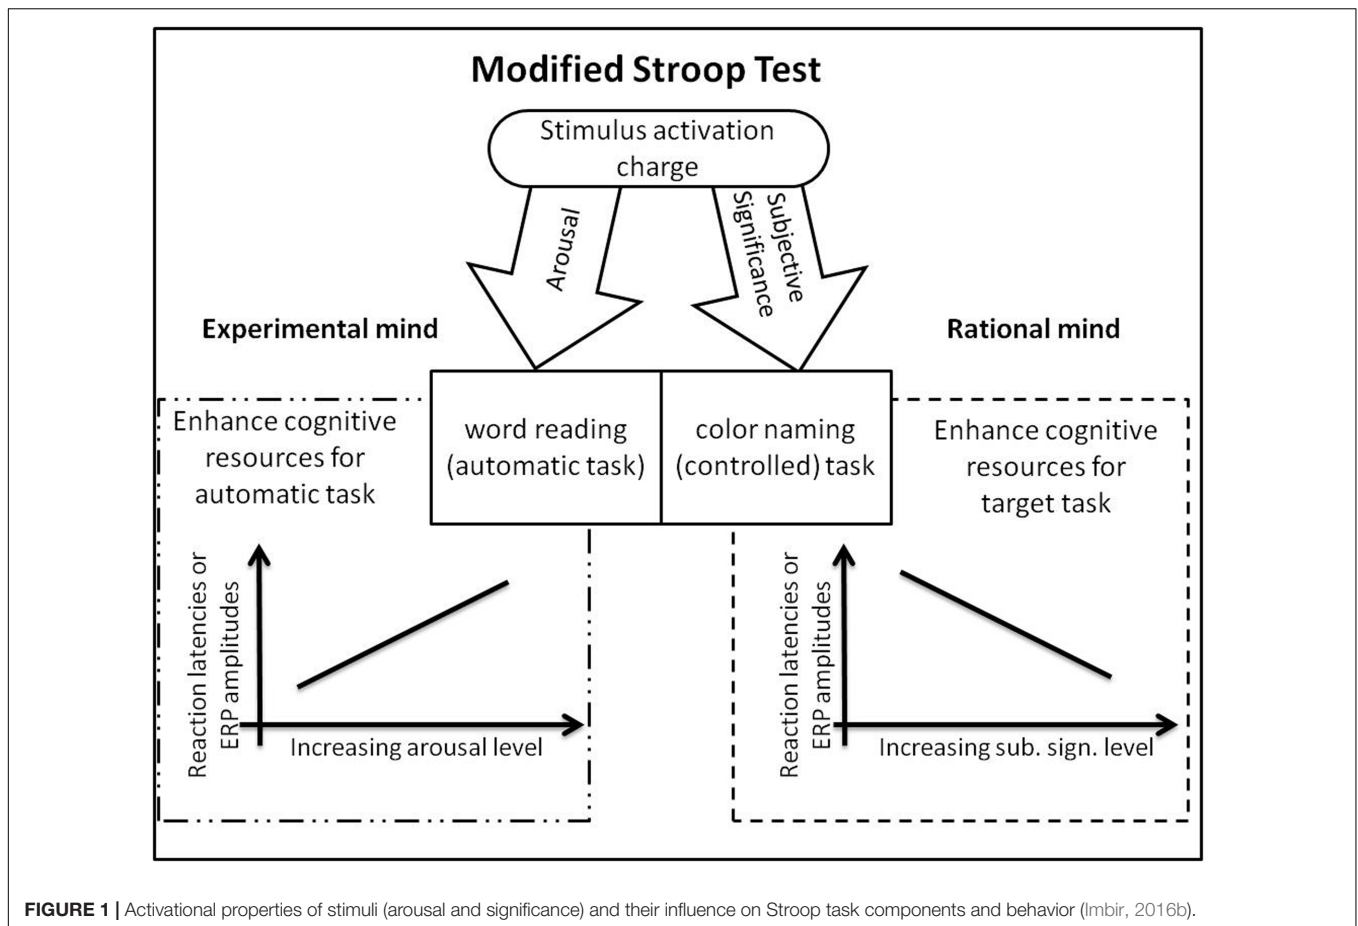 Modified Stroop Test
Stimulus activation
charge
Arousal
Subjective
Significance
Experimental mind
Rational mind
Enhance cognitive
resources for
automatic task
word reading
(automatic task)
color naming
(controlled) task
Enhance cognitive
resources for
target task
Reaction latencies or
ERP amplitudes
Increasing arousal level
Reaction latencies or
ERP amplitudes
Increasing sub. sign. level
FIGURE 1 | Activational properties of stimuli (arousal and significance) and their influence on Stroop task components and behavior (Imbir, 2016b).